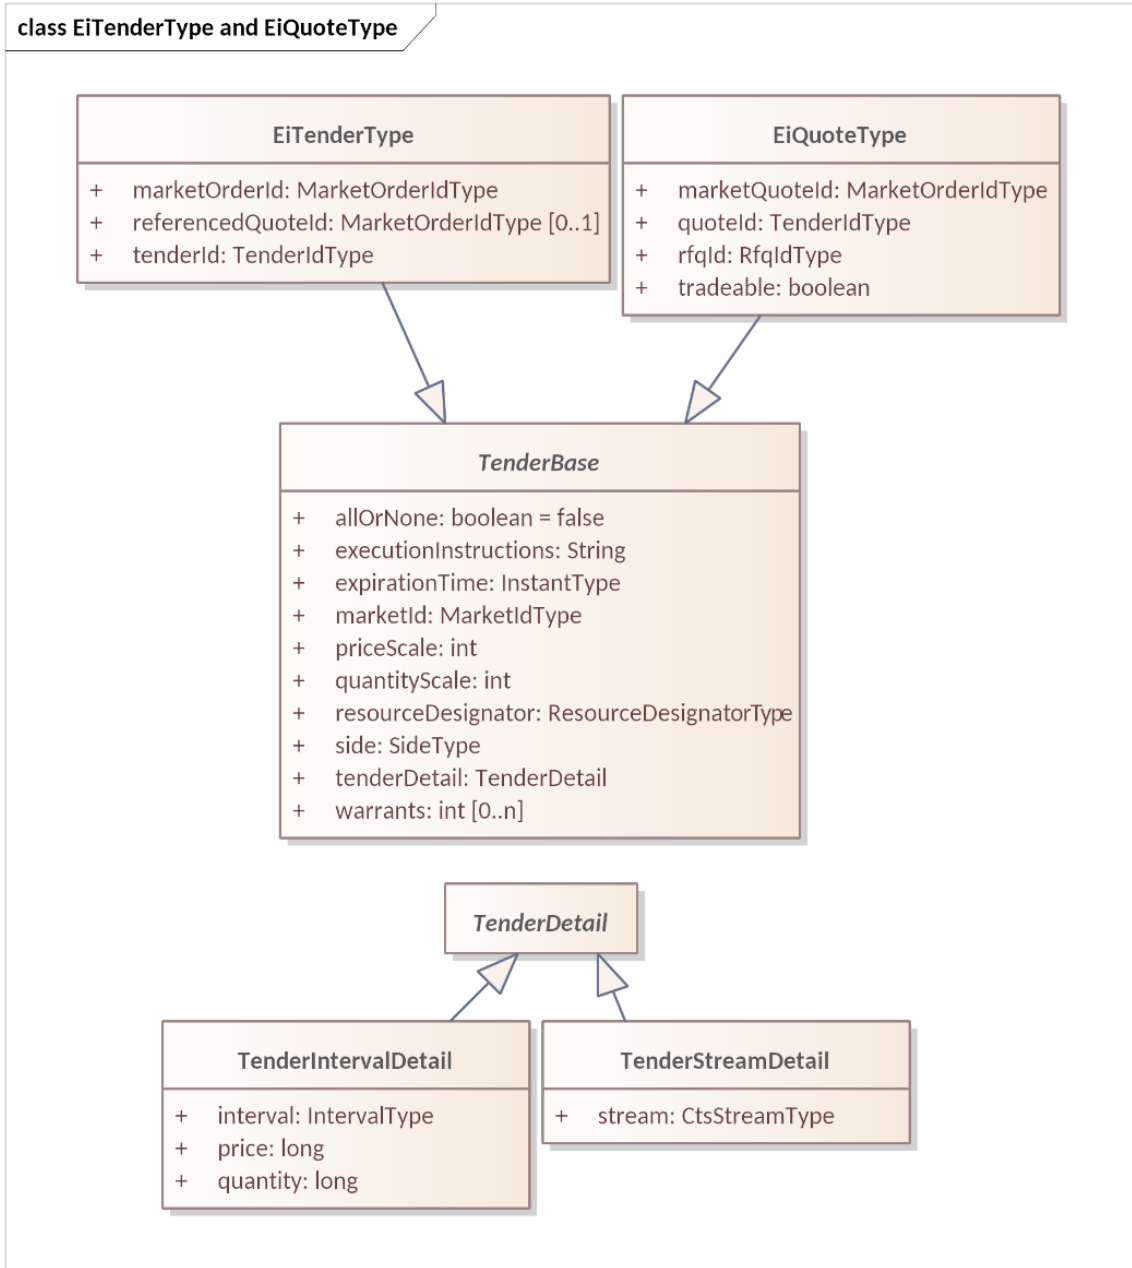 class EiTenderType and EiQuoteType
EiTenderType
+ marketOrderId: MarketOrderIdType
+ referencedQuoteId: MarketOrderIdType [0..1]
+ tenderId: TenderIdType
EiQuoteType
+ marketQuoteId: MarketOrderIdType
+ quoteId: TenderIdType
+ rfqId: RfqIdType
+ tradeable: boolean
TenderBase
+ allOrNone: boolean = false
+ executionInstructions: String
+ expirationTime: InstantType
+ marketId: MarketIdType
+ priceScale: int
+ quantityScale: int
+ resourceDesignator: ResourceDesignatorType
+ side: SideType
+ tenderDetail: TenderDetail
+ warrants: int [0..n]
TenderDetail
TenderIntervalDetail
+ interval: IntervalType
+ price: long
+ quantity: long
TenderStreamDetail
+ stream: CtsStreamType